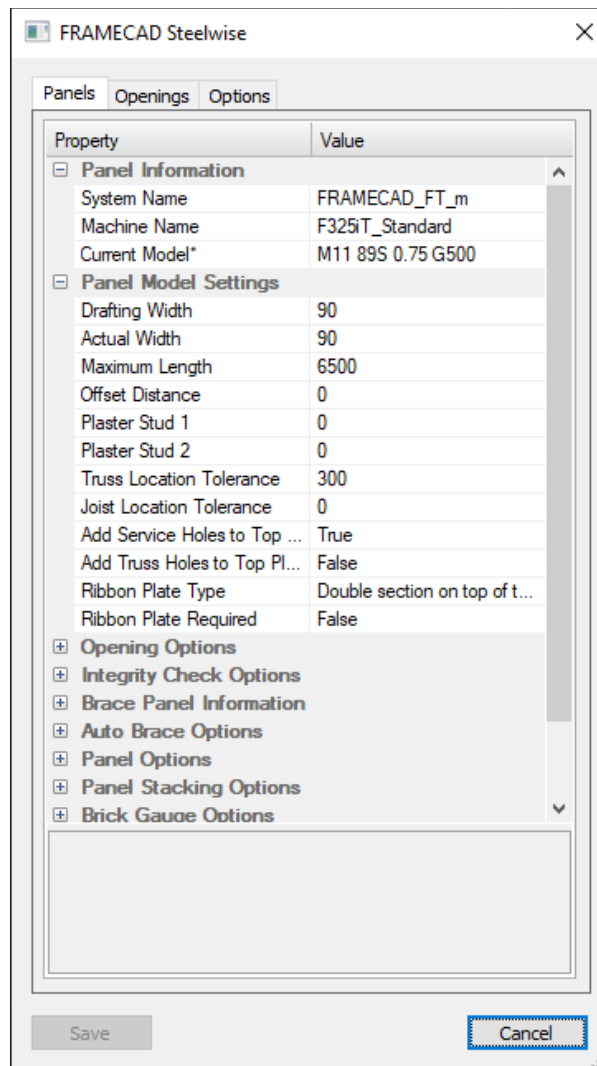 FRAMECAD Steelwise
Panels Openings Options
Property Value
Panel Information
System Name FRAMECAD_FT_m
Machine Name F325iT_Standard
Current Model* M11 89S 0.75 G500
Panel Model Settings
Drafting Width 90
Actual Width 90
Maximum Length 6500
Offset Distance 0
Plaster Stud 1 0
Plaster Stud 2 0
Truss Location Tolerance 300
Joist Location Tolerance 0
Add Service Holes to Top ... True
Add Truss Holes to Top Pl... False
Ribbon Plate Type Double section on top of t...
Ribbon Plate Required False
Opening Options
Integrity Check Options
Brace Panel Information
Auto Brace Options
Panel Options
Panel Stacking Options
Brick Gauge Options
Save Cancel